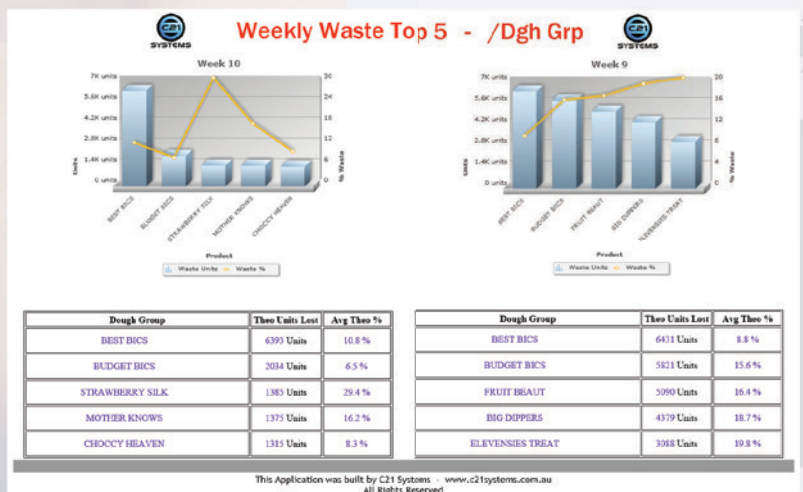 C21
SYSTEMS
Weekly Waste Top 5 - /Dgh Grp
C21
SYSTEMS
Week 10
7K units
5.6K units
4.2K units
2.8K units
1.4K units
0 units
Units
30
24
18
12
6
0
% Waste
BEST BICS
BUDGET BICS
STRAWBERRY SILK
MOTHER KNOWS
CHOCCY HEAVEN
Product
Waste Units Waste %
Week 9
7K units
5.6K units
4.2K units
2.8K units
1.4K units
0 units
Units
20
16
12
8
4
0
% Waste
BEST BICS
BUDGET BICS
FRUIT BEAUT
BIG DIPPERS
ELEVENSIES TREAT
Product
Waste Units Waste %
Dough Group Theo Units Lost Avg Theo %
BEST BICS 6393 Units 10.8 %
BUDGET BICS 2034 Units 6.5 %
STRAWBERRY SILK 1385 Units 29.4 %
MOTHER KNOWS 1375 Units 16.2 %
CHOCCY HEAVEN 1315 Units 8.3 %
Dough Group Theo Units Lost Avg Theo %
BEST BICS 6431 Units 8.8 %
BUDGET BICS 5821 Units 15.6 %
FRUIT BEAUT 5090 Units 16.4 %
BIG DIPPERS 4379 Units 18.7 %
ELEVENSIES TREAT 3088 Units 19.8 %
This Application was built by C21 Systems - www.c21systems.com.au
All Rights Reserved